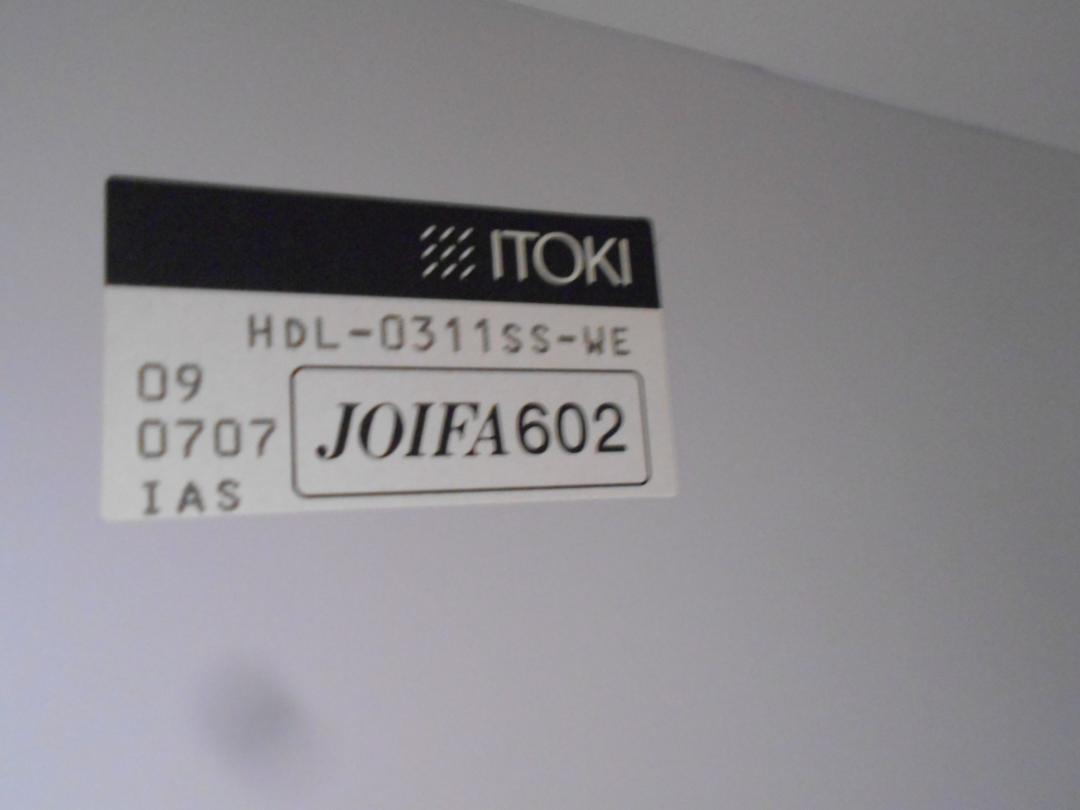 ITOKI
HDL-0311SS-WE
09
0707
IAS
JOIFA602